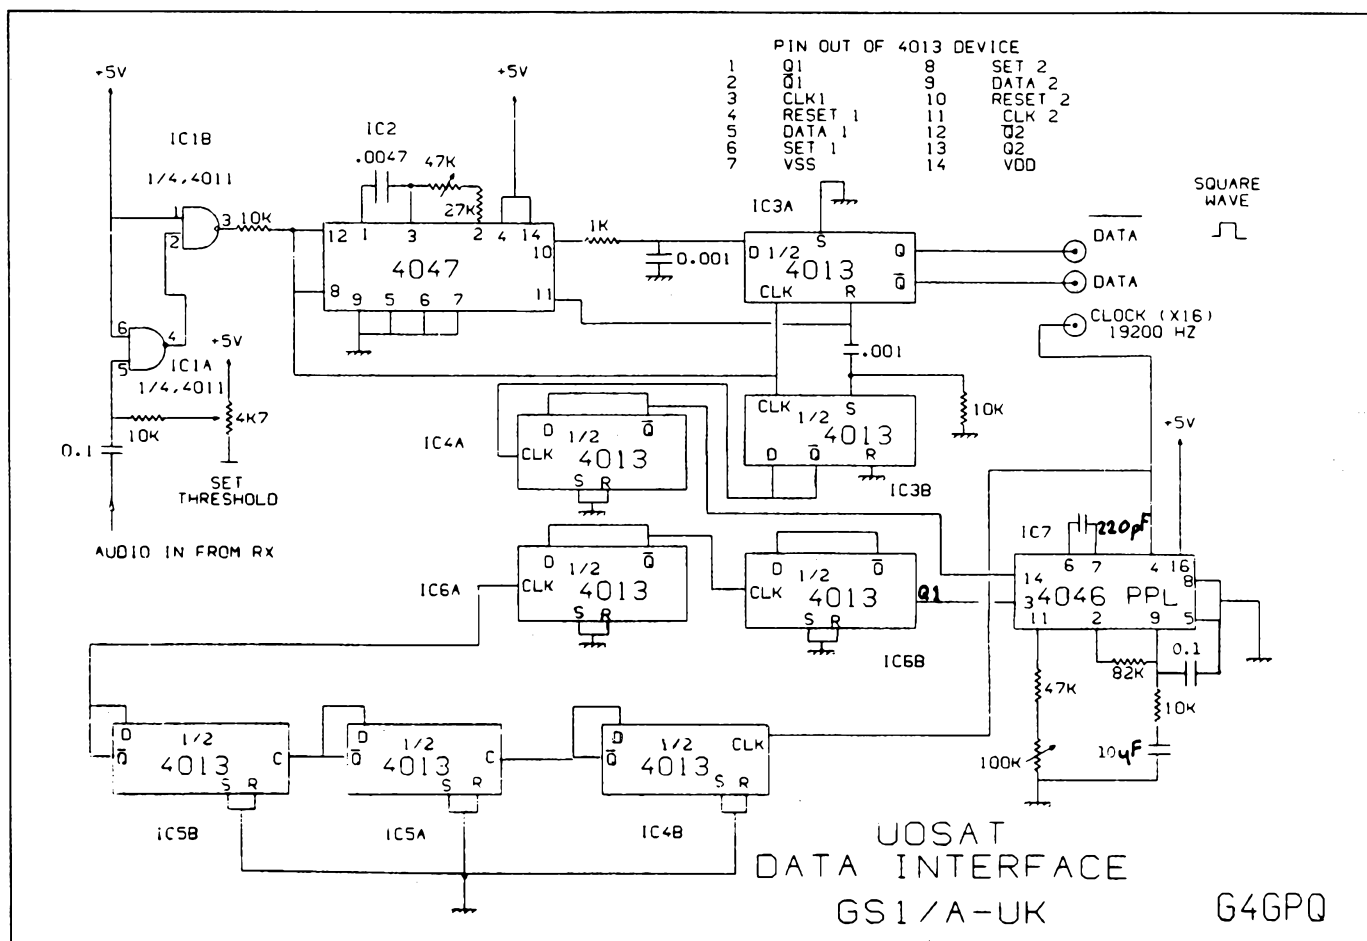 PIN OUT OF 4013 DEVICE
1 Q1 8 SET 2
2 Q̅1 9 DATA 2
3 CLK1 10 RESET 2
4 RESET 1 11 CLK 2
5 DATA 1 12 Q̅2
6 SET 1 13 Q2
7 VSS 14 VDD
+5V
+5V
IC1B
1/4,4011
1
2
3
10K
IC2
.0047
47K
27K
12 1 3 2 4 14
10
4047
8
9 5 6 7
11
1K
0.001
IC3A
S
D 1/2 Q
4013
Q̅
CLK R
D̅A̅T̅A̅
DATA
CLOCK (X16)
19200 HZ
SQUARE
WAVE
6
5
4
IC1A
1/4,4011
+5V
4K7
10K
0.1
SET
THRESHOLD
AUDIO IN FROM RX
.001
10K
CLK S
1/2
4013
D Q̅ R
IC3B
IC4A
D Q̅
1/2
CLK 4013
S R
IC6A
D Q̅
1/2
CLK 4013
S R
D Q̅
1/2
CLK 4013
S R
Q1
IC6B
+5V
IC7
220pF
6 7 4 16
14 8
3 4046 PPL
5
11 2 9
82K
0.1
47K
10K
100K
10µF
D
1/2
Q̅ C
4013
S R
IC5B
D
1/2
Q̅ C
4013
S R
IC5A
D
1/2 CLK
Q̅
4013
S R
IC4B
UOSAT
DATA INTERFACE
GS1/A-UK
G4GPQ